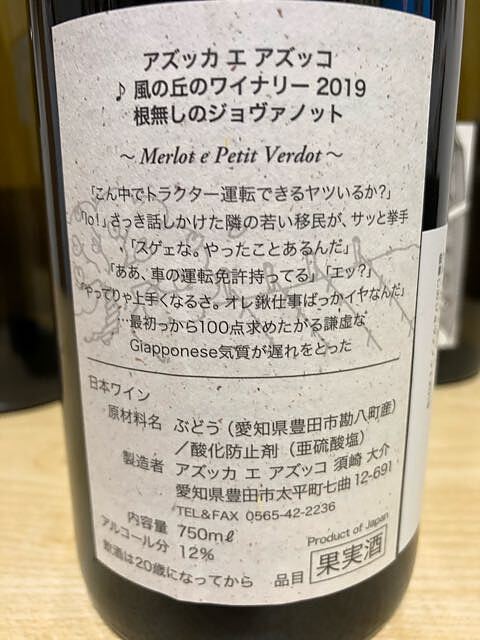 アズッカ エ アズッコ
♪ 風の丘のワイナリー 2019
根無しのジョヴァノット
～ Merlot e Petit Verdot ～
「こん中でトラクター運転できるヤツいるか?」
「Io!」さっき話しかけた隣の若い移民が、サッと挙手
「スゲェな。やったことあるんだ」
「ああ、車の運転免許持ってる」「エッ?」
「やってりゃ上手くなるさ。オレ鍬仕事ばっかイヤなんだ」
…最初っから100点求めたがる謙虚な
Giapponese気質が遅れをとった
日本ワイン
原材料名 ぶどう(愛知県豊田市勘八町産)
/酸化防止剤(亜硫酸塩)
製造者 アズッカ エ アズッコ 須崎 大介
愛知県豊田市太平町七曲12-691
TEL&FAX 0565-42-2236
内容量 750mℓ
アルコール分 12%
Product of Japan
飲酒は20歳になってから 品目 果実酒